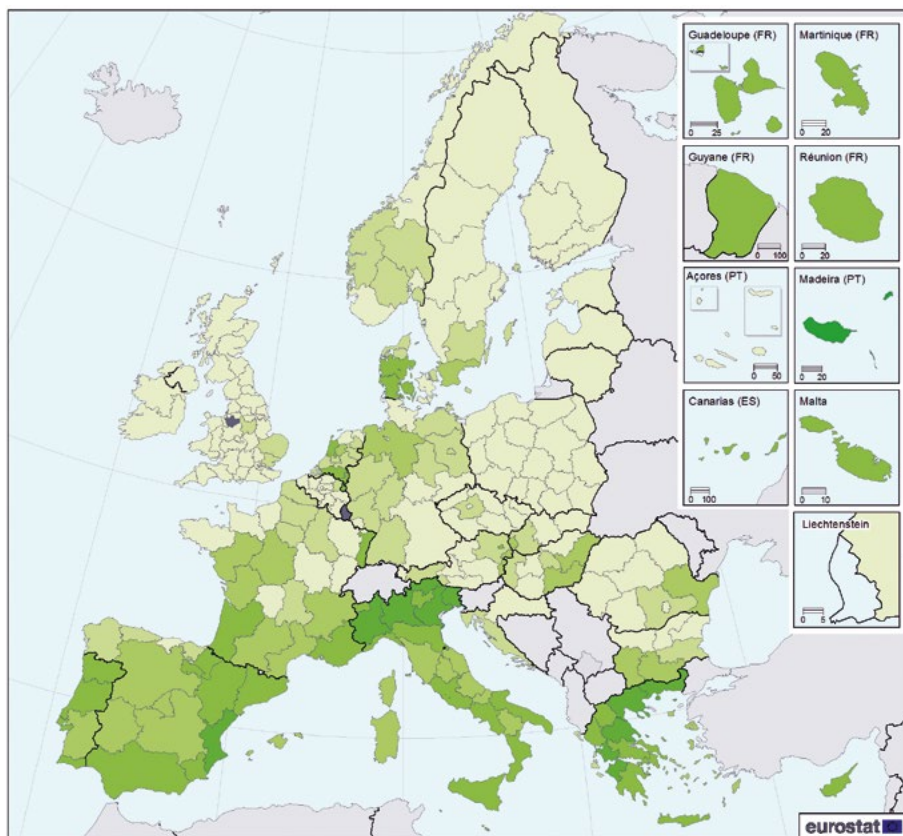 Guadeloupe (FR)
0 25
Martinique (FR)
0 20
Guyane (FR)
0 100
Réunion (FR)
0 20
Açores (PT)
0 50
Madeira (PT)
0 20
Canarias (ES)
0 100
Malta
0 10
Liechtenstein
0 5
eurostat